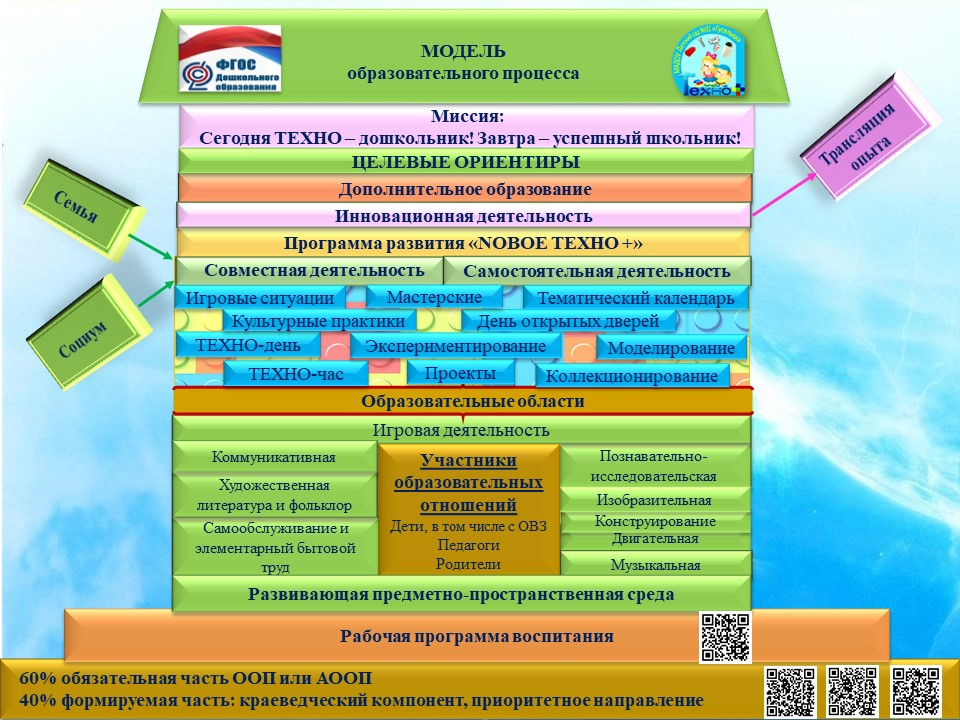 МОДЕЛЬ
образовательного процесса
ФГОС
Дошкольного
образования
Техно+
Миссия:
Сегодня ТЕХНО – дошкольник! Завтра – успешный школьник!
ЦЕЛЕВЫЕ ОРИЕНТИРЫ
Дополнительное образование
Инновационная деятельность
Программа развития «NОВОЕ ТЕХНО +»
Трансляция
опыта
Семья
Социум
Совместная деятельность
Самостоятельная деятельность
Игровые ситуации
Мастерские
Тематический календарь
Культурные практики
День открытых дверей
ТЕХНО-день
Экспериментирование
Моделирование
ТЕХНО-час
Проекты
Коллекционирование
Образовательные области
Игровая деятельность
Коммуникативная
Художественная
литература и фольклор
Самообслуживание и
элементарный бытовой
труд
Участники
образовательных
отношений
Дети, в том числе с ОВЗ
Педагоги
Родители
Познавательно-
исследовательская
Изобразительная
Конструирование
Двигательная
Музыкальная
Развивающая предметно-пространственная среда
Рабочая программа воспитания
60% обязательная часть ООП или АООП
40% формируемая часть: краеведческий компонент, приоритетное направление